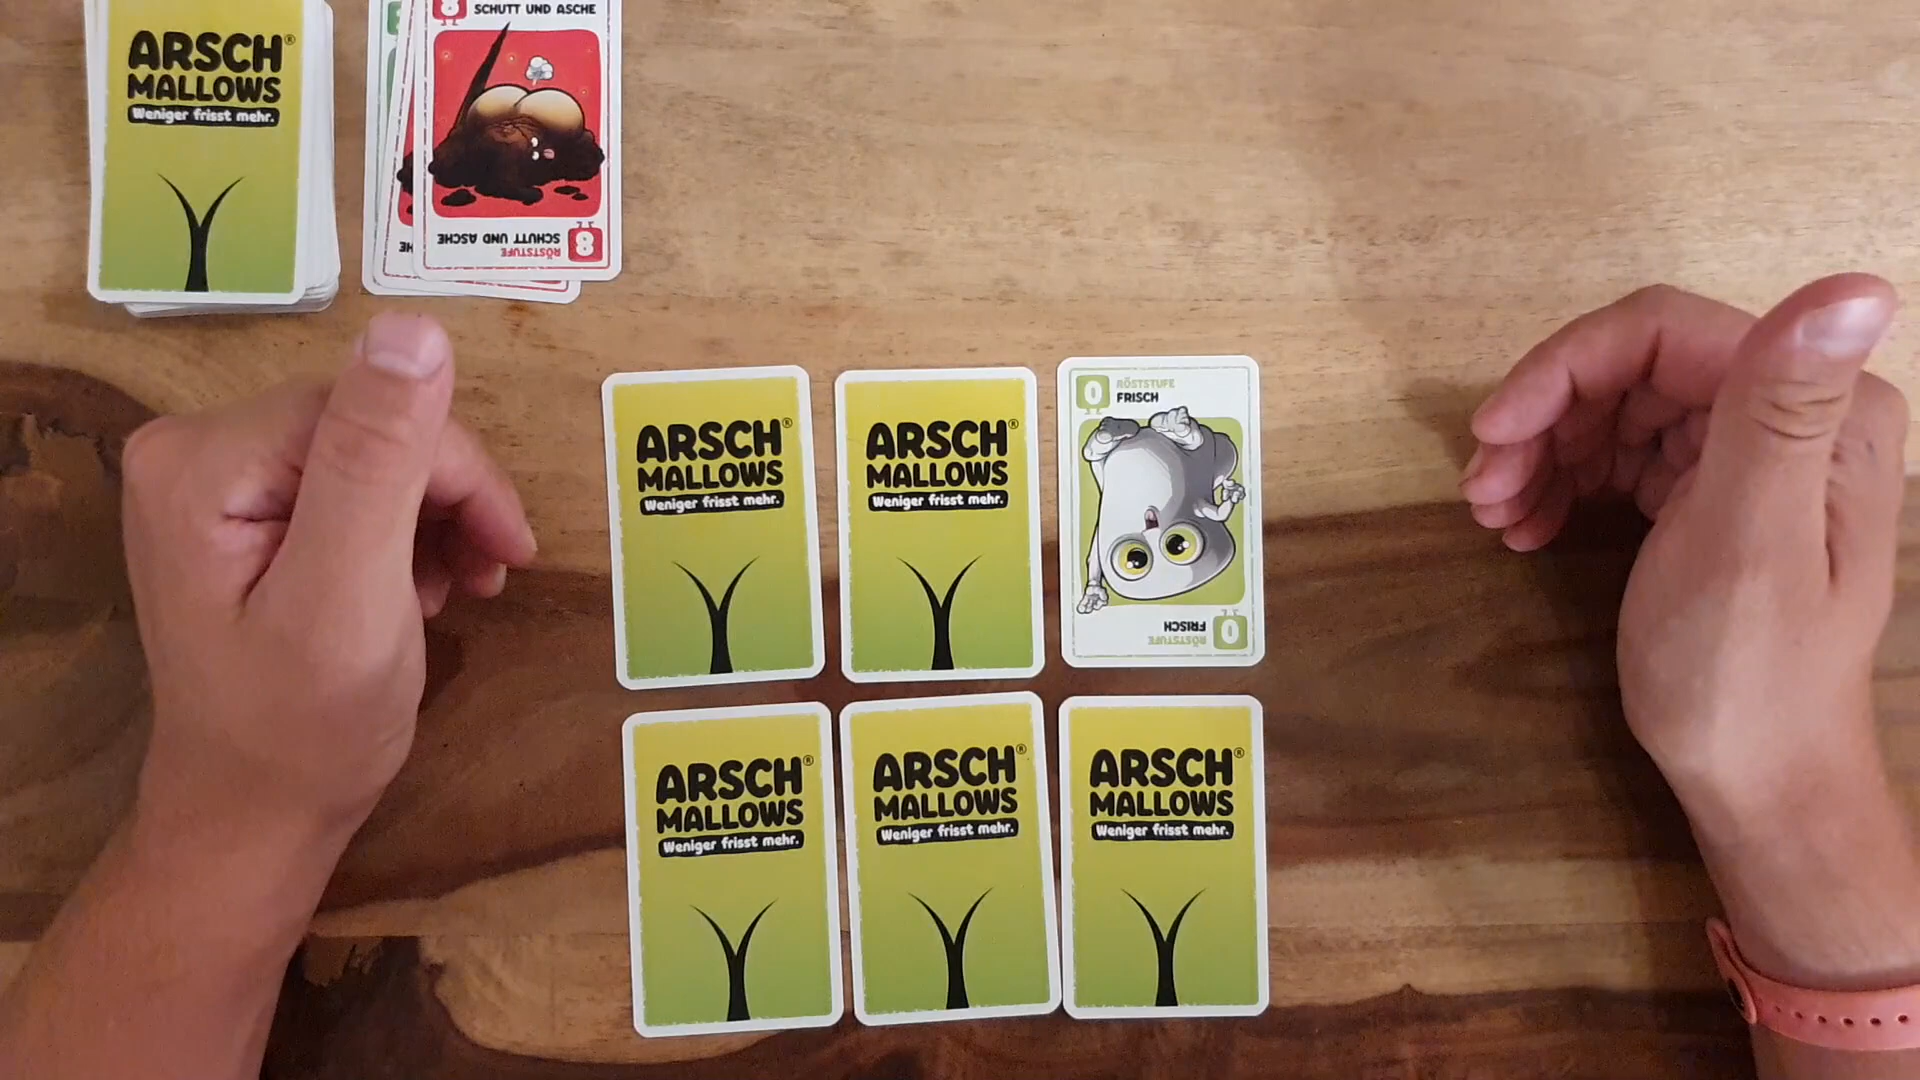 ARSCH®
MALLOWS
Weniger frisst mehr.
8
8
SCHUTT UND ASCHE
8
RÖSTSTUFE
SCHUTT UND ASCHE
HE
ARSCH®
MALLOWS
Weniger frisst mehr.
ARSCH®
MALLOWS
Weniger frisst mehr.
0
RÖSTSTUFE
FRISCH
0
RÖSTSTUFE
FRISCH
ARSCH®
MALLOWS
Weniger frisst mehr.
ARSCH®
MALLOWS
Weniger frisst mehr.
ARSCH®
MALLOWS
Weniger frisst mehr.